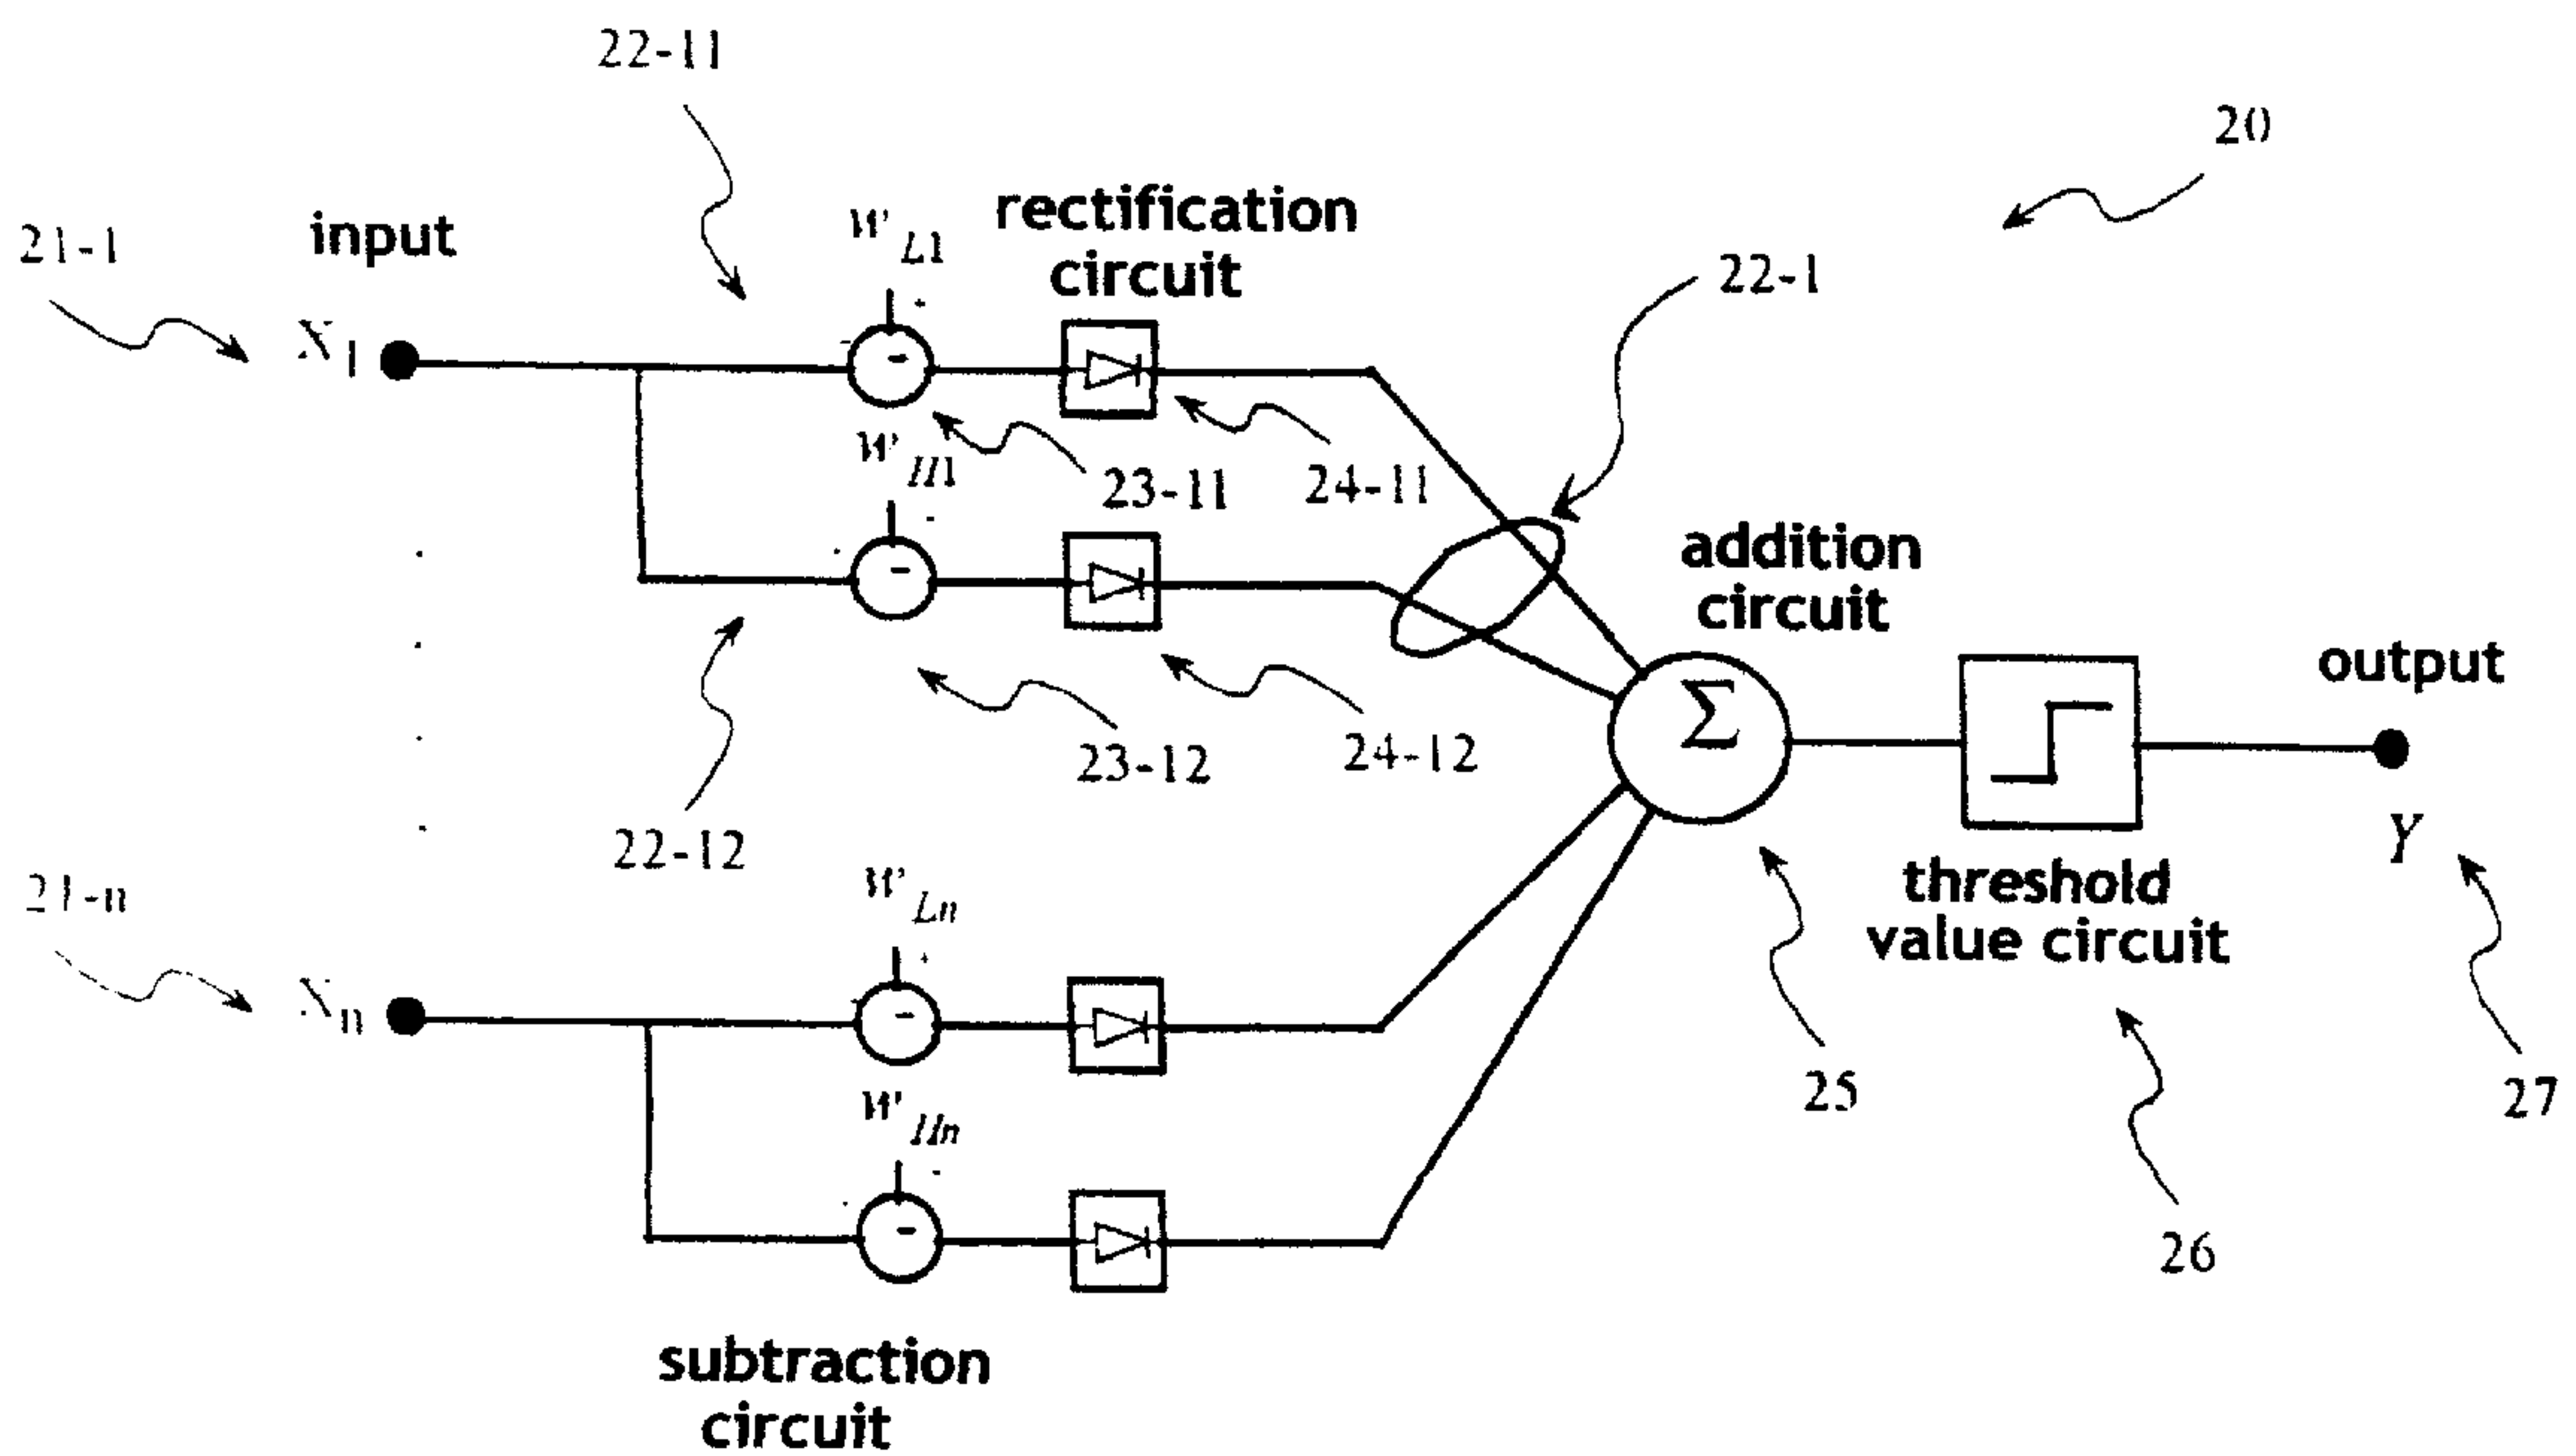 22-11
20
21-1
input
W L1
rectification
circuit
22-1
X1
W H1
23-11
24-11
addition
circuit
output
Σ
23-12
24-12
22-12
Y
21-n
W Ln
threshold
value circuit
Xn
25
27
W Hn
26
subtraction
circuit